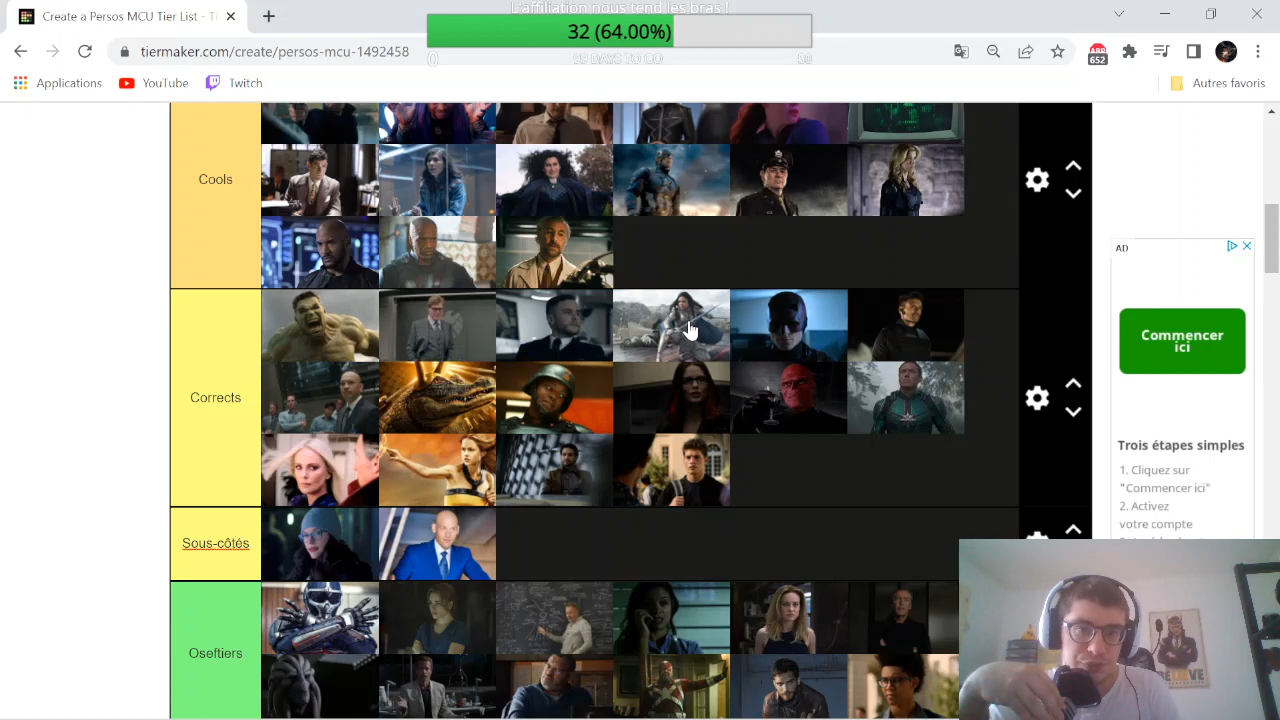 Create a Persos MCU Tier List - Ti
L'affiliation nous tend les bras !
32 (64.00%)
tiermaker.com/create/persos-mcu-1492458
652
Applications
YouTube
Twitch
Autres favoris
Cools
Corrects
Sous-côtés
Oseftiers
AD
Commencer
ici
Trois étapes simples
1. Cliquez sur
"Commencer ici"
2. Activez
votre compte